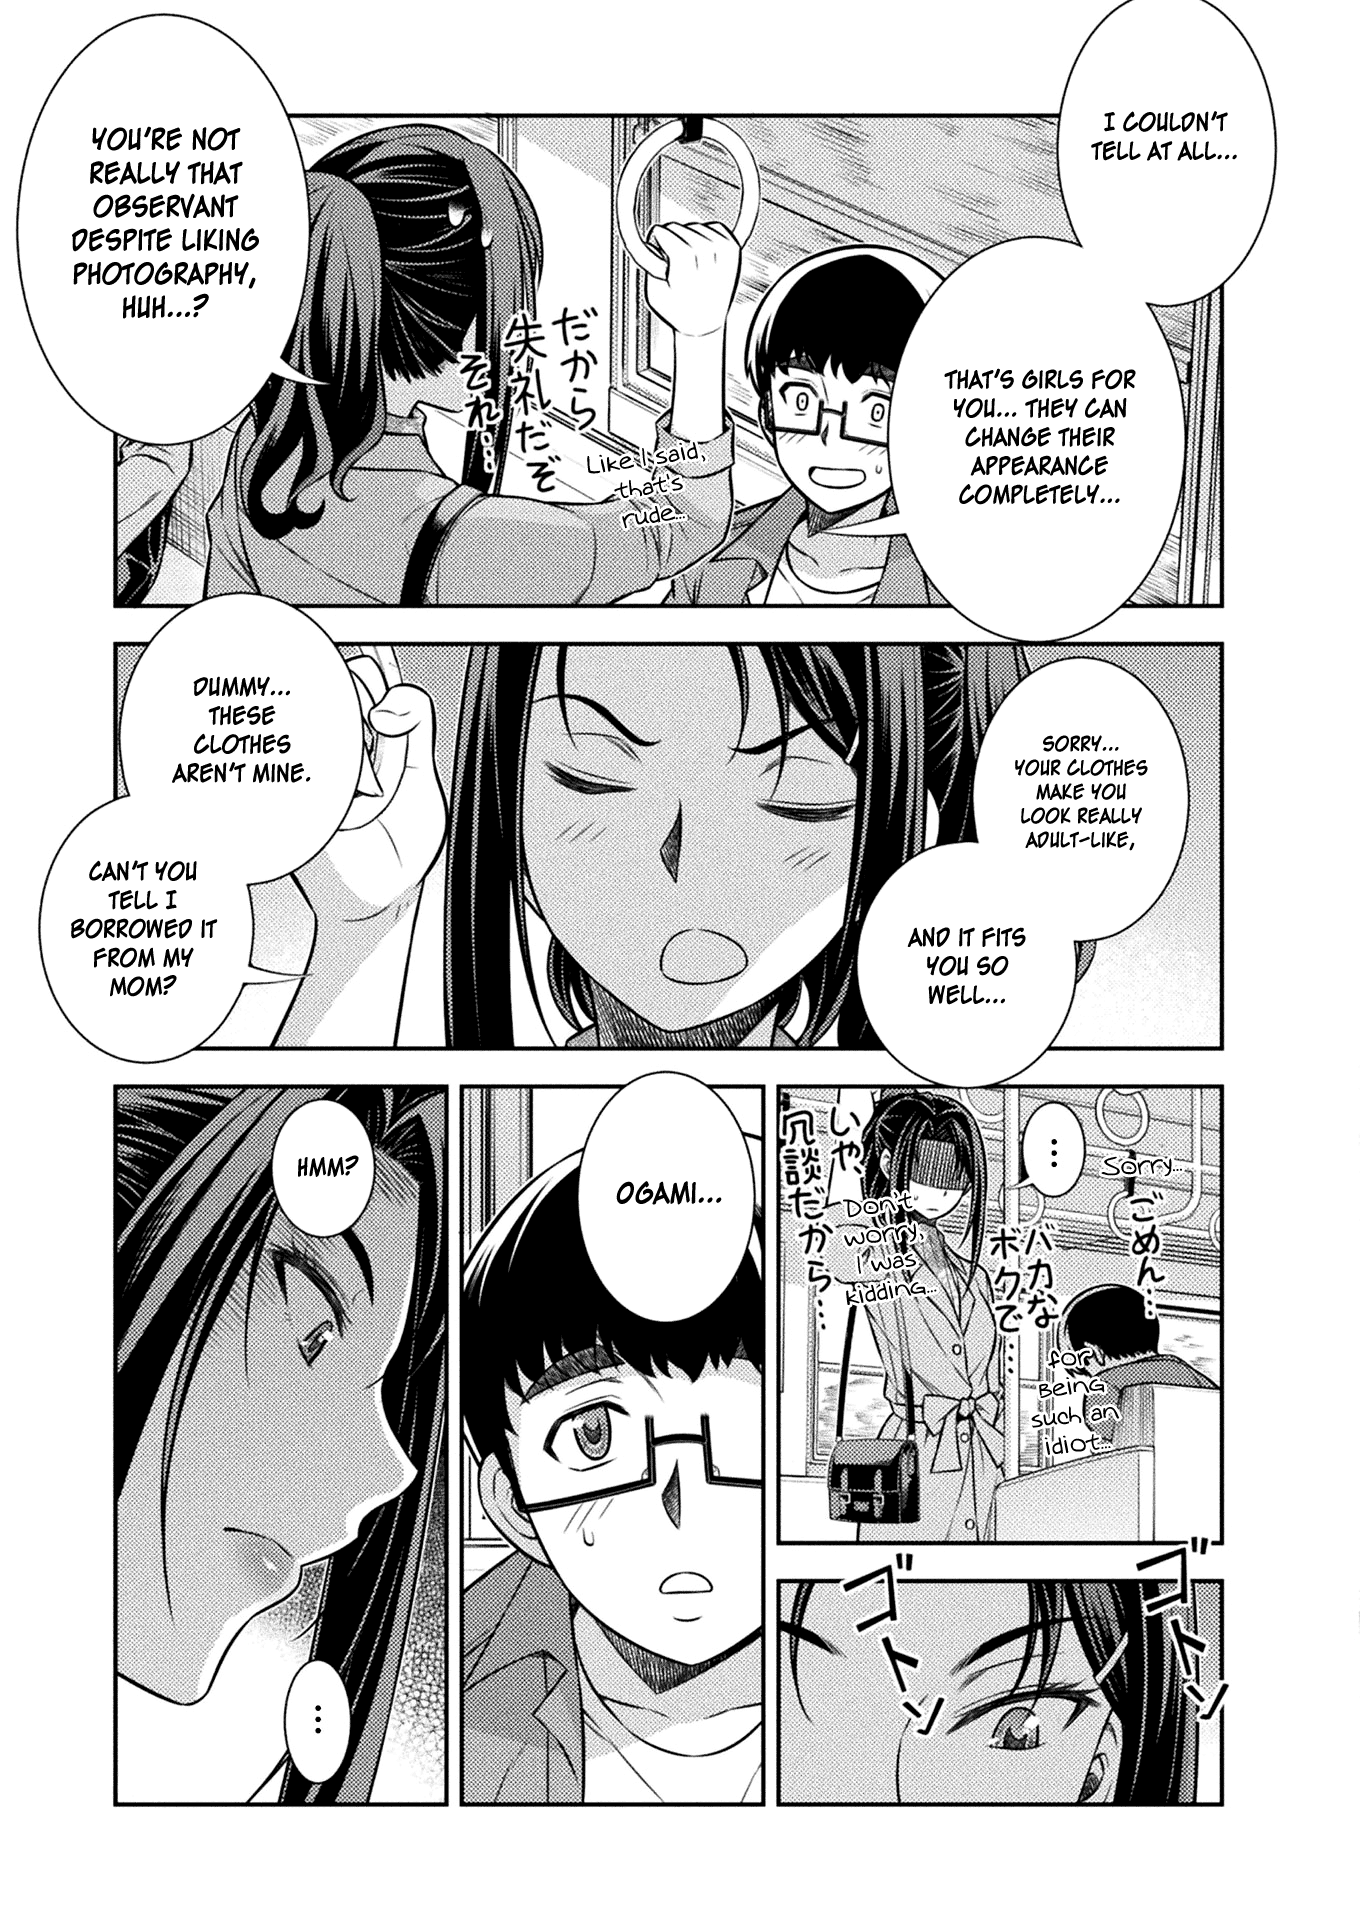 I COULDN'T
TELL AT ALL...
THAT'S GIRLS FOR
YOU... THEY CAN
CHANGE THEIR
APPEARANCE
COMPLETELY...
YOU'RE NOT
REALLY THAT
OBSERVANT
DESPITE LIKING
PHOTOGRAPHY,
HUH...?
だから
失礼だぞ
それ…
Like I said,
that's
rude...
SORRY...
YOUR CLOTHES
MAKE YOU
LOOK REALLY
ADULT-LIKE,
AND IT FITS
YOU SO
WELL...
DUMMY...
THESE
CLOTHES
AREN'T MINE.
CAN'T YOU
TELL I
BORROWED IT
FROM MY
MOM?
ごめん…
バカな
ボクで…
Sorry...
for
Being
such an
idiot...
...
いや、
冗談だから…
Don't
worry,
I was
kidding...
ゴトン
ゴトン
OGAMI...
HMM?
...